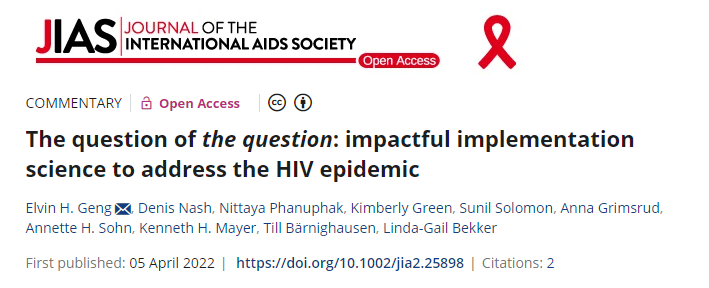 JIAS JOURNAL OF THE
INTERNATIONAL AIDS SOCIETY
Open Access
COMMENTARY Open Access cc
The question of the question: impactful implementation
science to address the HIV epidemic
Elvin H. Geng, Denis Nash, Nittaya Phanuphak, Kimberly Green, Sunil Solomon, Anna Grimsrud,
Annette H. Sohn, Kenneth H. Mayer, Till Bärnighausen, Linda-Gail Bekker
First published: 05 April 2022 | https://doi.org/10.1002/jia2.25898 | Citations: 2